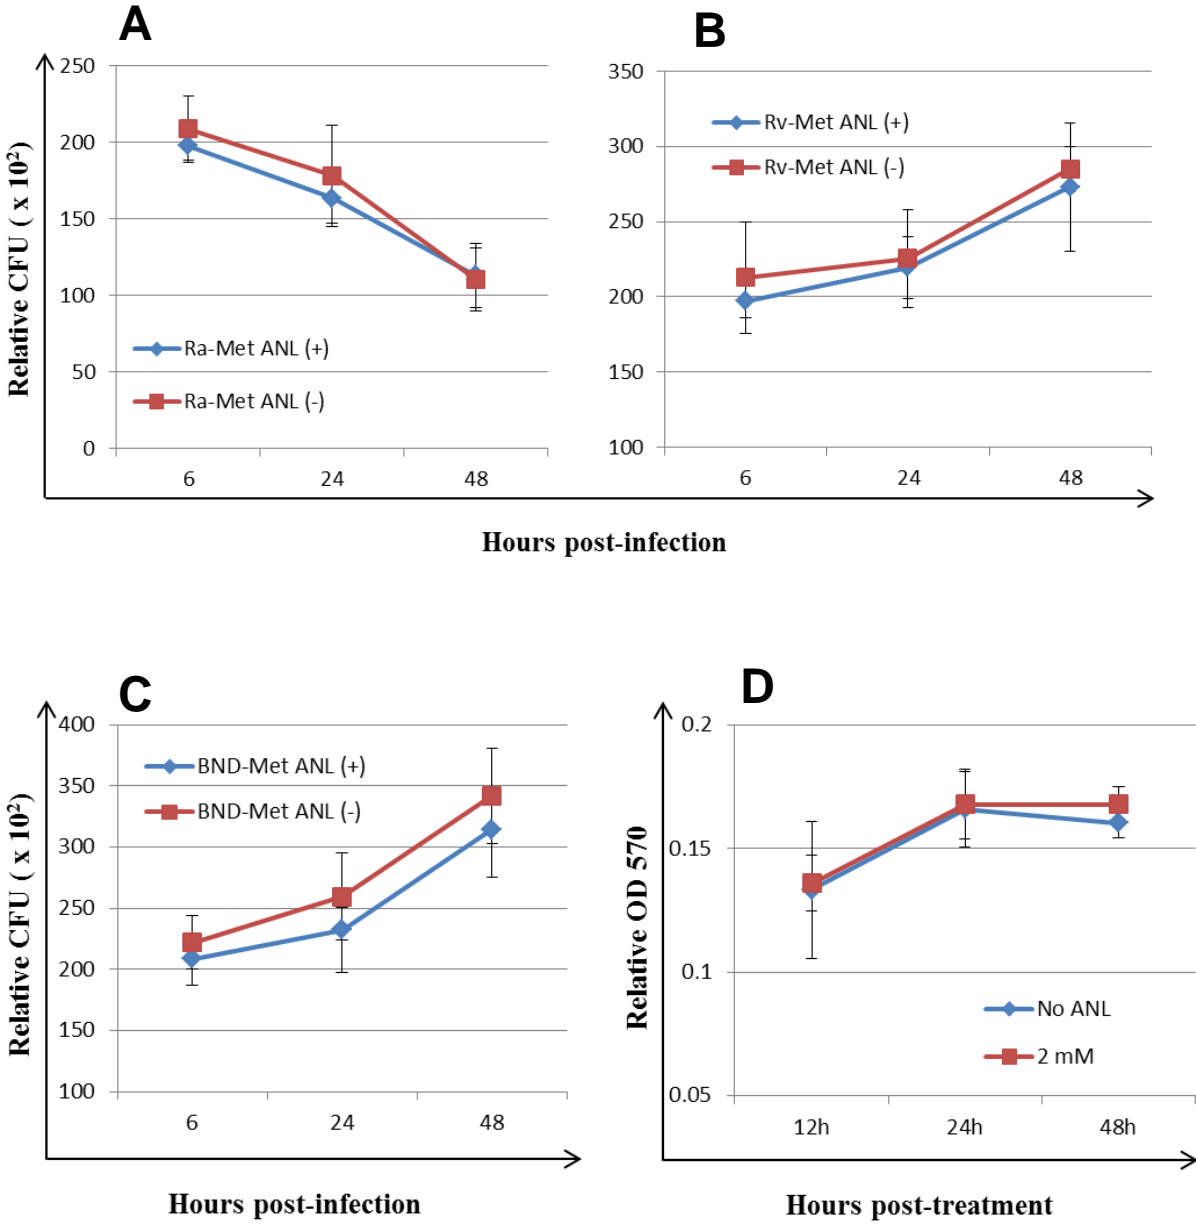 A
Relative CFU ( x 10²)
250
200
150
100
50
0
Ra-Met ANL (+)
Ra-Met ANL (-)
6 24 48
B
350
300
250
200
150
100
Rv-Met ANL (+)
Rv-Met ANL (-)
6 24 48
Hours post-infection
C
Relative CFU ( x 10²)
400
350
300
250
200
150
100
BND-Met ANL (+)
BND-Met ANL (-)
6 24 48
Hours post-infection
D
Relative OD 570
0.2
0.15
0.1
0.05
No ANL
2 mM
12h 24h 48h
Hours post-treatment